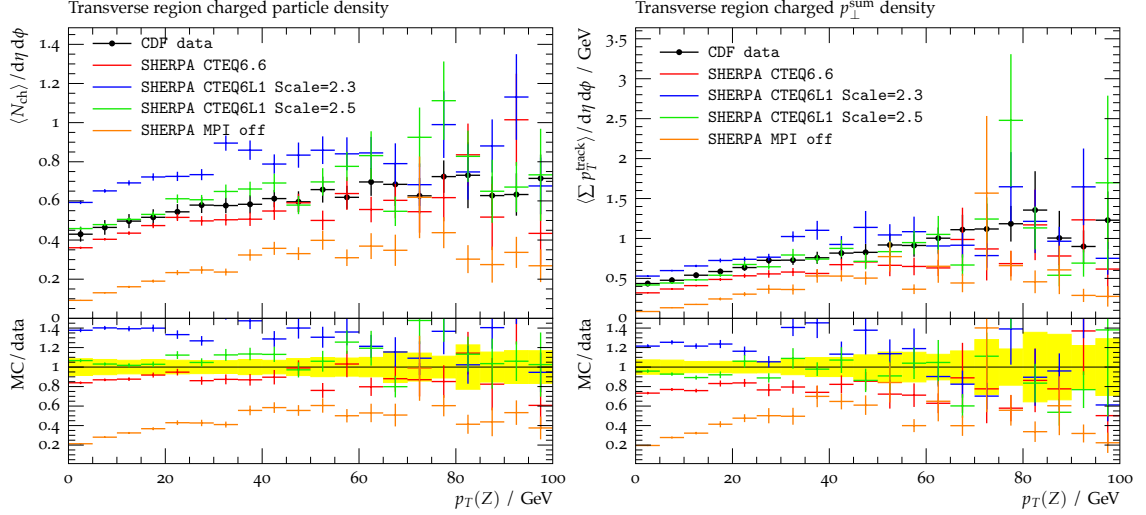 Transverse region charged particle density
⟨N_ch⟩/dη dϕ
CDF data
SHERPA CTEQ6.6
SHERPA CTEQ6L1 Scale=2.3
SHERPA CTEQ6L1 Scale=2.5
SHERPA MPI off
1.4
1.2
1
0.8
0.6
0.4
0.2
0
MC/data
1.4
1.2
1
0.8
0.6
0.4
0.2
0 20 40 60 80 100
p_T(Z) / GeV
Transverse region charged p_⊥^sum density
⟨∑ p_T^track⟩/dη dϕ / GeV
CDF data
SHERPA CTEQ6.6
SHERPA CTEQ6L1 Scale=2.3
SHERPA CTEQ6L1 Scale=2.5
SHERPA MPI off
3.5
3
2.5
2
1.5
1
0.5
0
MC/data
1.4
1.2
1
0.8
0.6
0.4
0.2
0 20 40 60 80 100
p_T(Z) / GeV